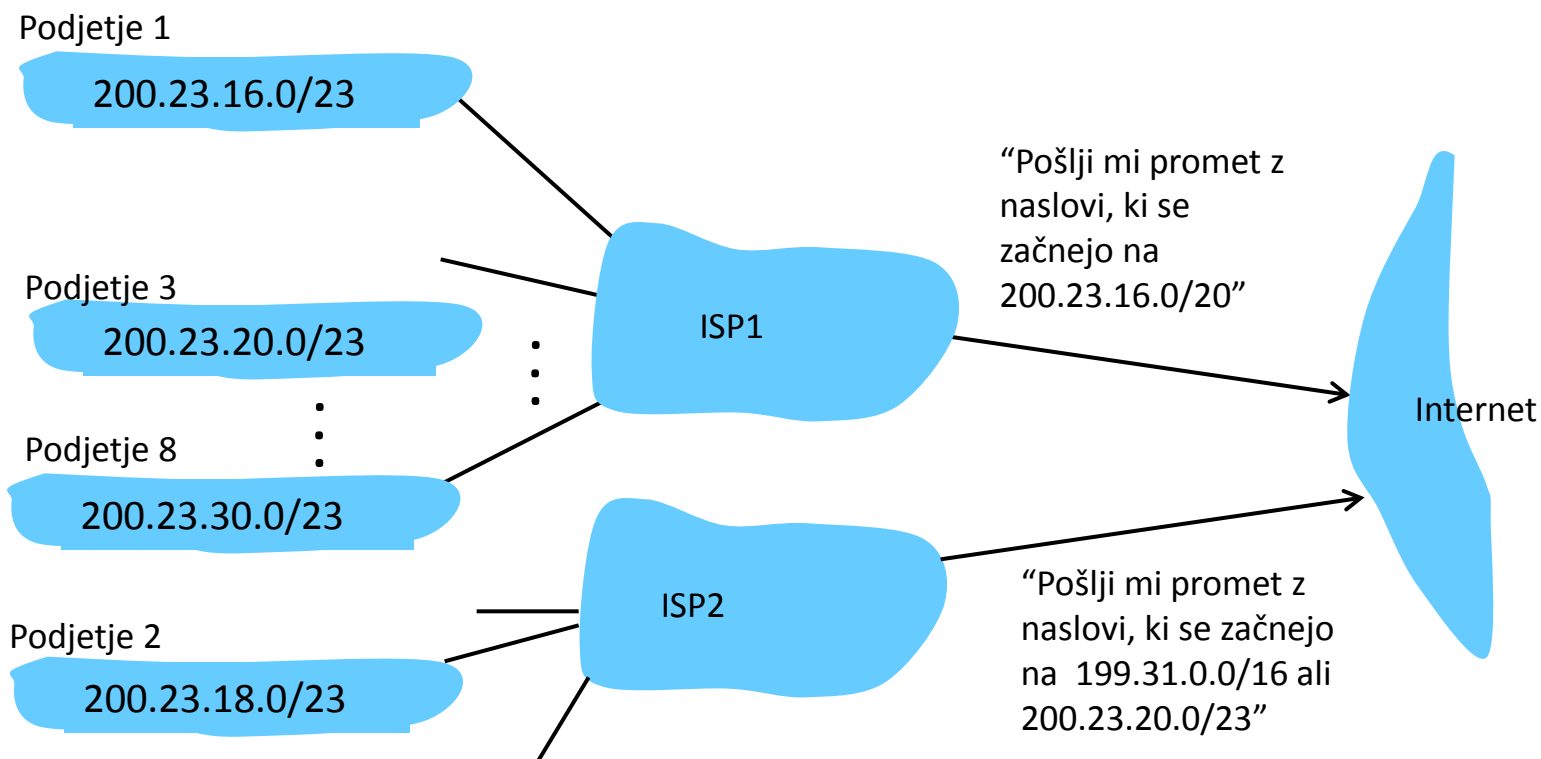 Podjetje 1
200.23.16.0/23
“Pošlji mi promet z
naslovi, ki se
začnejo na
200.23.16.0/20”
Podjetje 3
200.23.20.0/23
ISP1
Internet
Podjetje 8
200.23.30.0/23
ISP2
“Pošlji mi promet z
naslovi, ki se začnejo
na 199.31.0.0/16 ali
200.23.20.0/23”
Podjetje 2
200.23.18.0/23